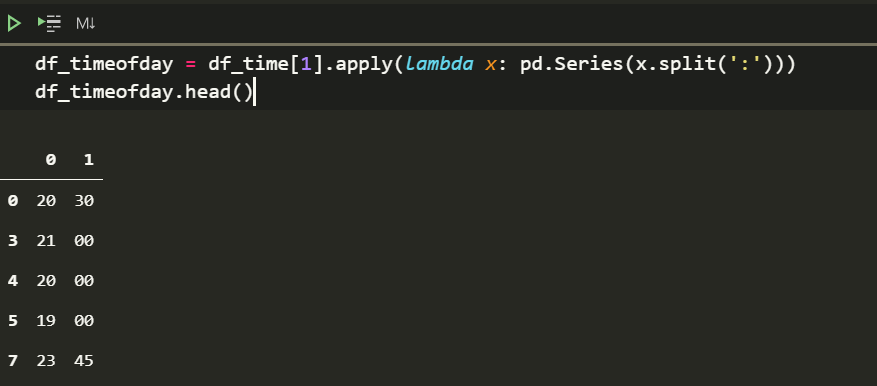 M↓
df_timeofday = df_time[1].apply(lambda x: pd.Series(x.split(':')))
df_timeofday.head()
0 1
0 20 30
3 21 00
4 20 00
5 19 00
7 23 45